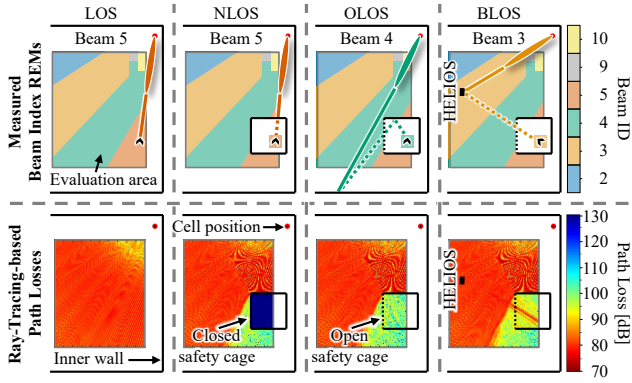 LOS
NLOS
OLOS
BLOS
Measured
Beam Index REMs
Beam 5
Beam 5
Beam 4
Beam 3
Evaluation area
HELIOS
10
9
5
4
3
2
Beam ID
Ray-Tracing-based
Path Losses
Inner wall
Cell position
Closed
safety cage
Open
safety cage
HELIOS
130
120
110
100
90
80
70
Path Loss [dB]